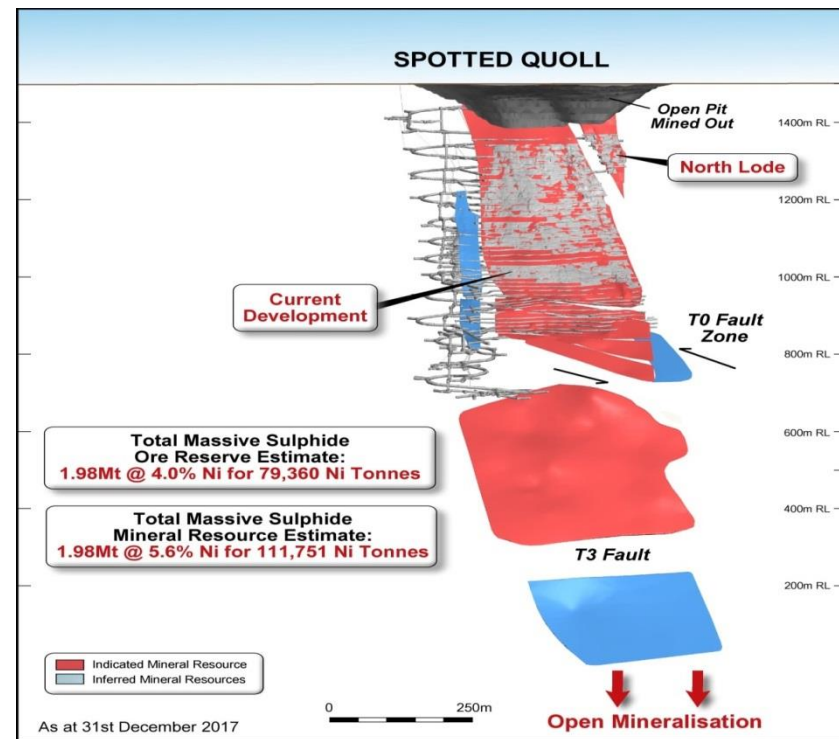 SPOTTED QUOLL
Open Pit
Mined Out
1400m RL
North Lode
1200m RL
1000m RL
Current
Development
T0 Fault
Zone
800m RL
Total Massive Sulphide
Ore Reserve Estimate:
1.98Mt @ 4.0% Ni for 79,360 Ni Tonnes
600m RL
400m RL
Total Massive Sulphide
Mineral Resource Estimate:
1.98Mt @ 5.6% Ni for 111,751 Ni Tonnes
T3 Fault
200m RL
Indicated Mineral Resource
Inferred Mineral Resources
0
250m
As at 31st December 2017
Open Mineralisation